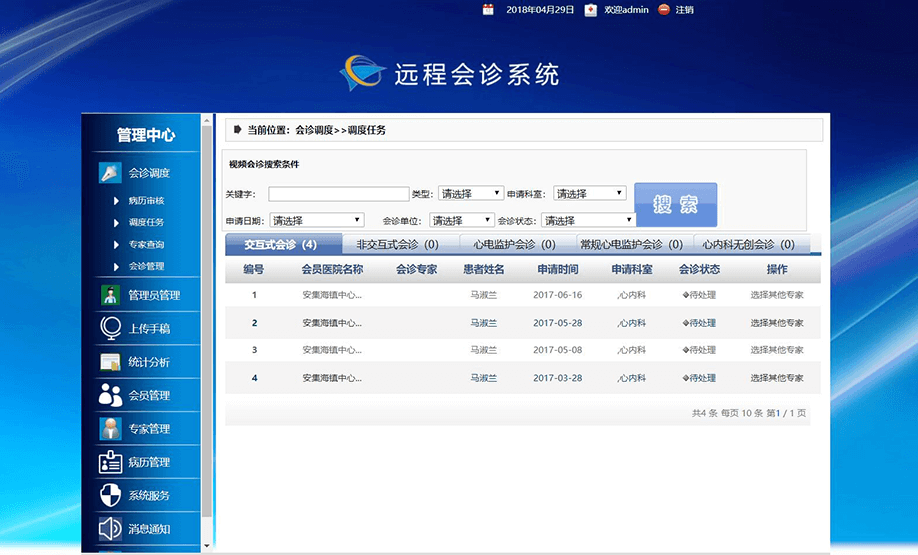 2018年04月29日 欢迎admin 注销
远程会诊系统
管理中心
会诊调度
病历审核
调度任务
专家查询
会诊管理
管理员管理
上传手稿
统计分析
会员管理
专家管理
病历管理
系统服务
消息通知
当前位置：会诊调度>>调度任务
视频会诊搜索条件
关键字： 类型： 请选择 申请科室： 请选择
搜 索
申请日期： 请选择 会诊单位： 请选择 会诊状态： 请选择
交互式会诊（4） 非交互式会诊（0） 心电监护会诊（0） 常规心电监护会诊（0） 心内科无创会诊（0）
编号 会员医院名称 会诊专家 患者姓名 申请时间 申请科室 会诊状态 操作
1 安集海镇中心... 马淑兰 2017-06-16 ,心内科 待处理 选择其他专家
2 安集海镇中心... 马淑兰 2017-05-28 ,心内科 待处理 选择其他专家
3 安集海镇中心... 马淑兰 2017-05-08 ,心内科 待处理 选择其他专家
4 安集海镇中心... 马淑兰 2017-03-28 ,心内科 待处理 选择其他专家
共4 条 每页 10 条 第1 / 1 页